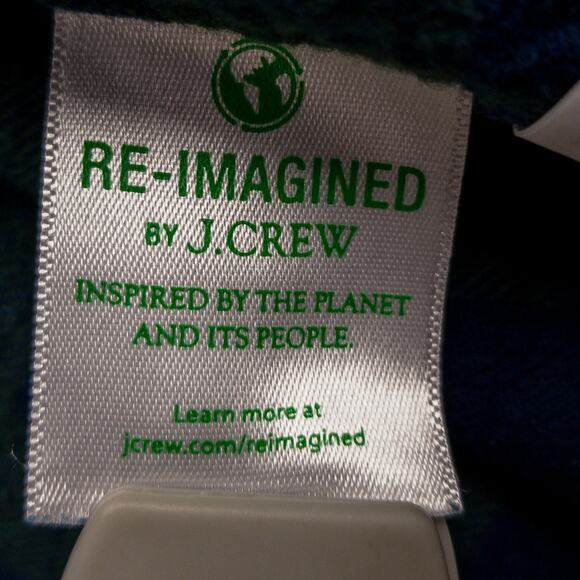 RE-IMAGINED
BY J.CREW
INSPIRED BY THE PLANET
AND ITS PEOPLE.
Learn more at
jcrew.com/reimagined